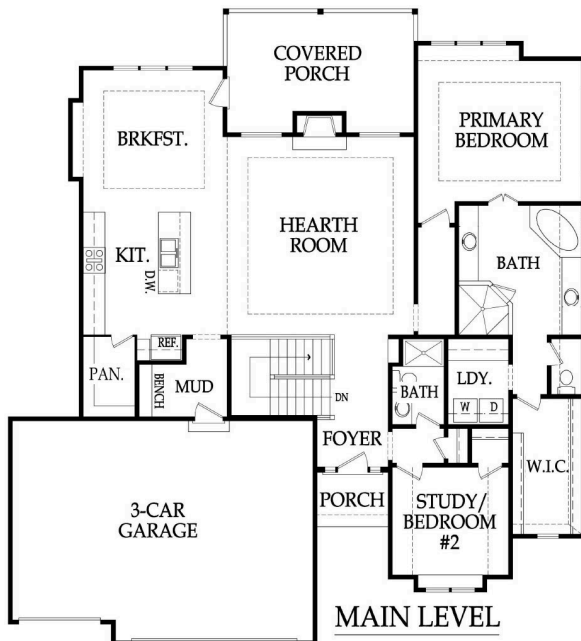 COVERED
PORCH
PRIMARY
BEDROOM
BRKFST.
HEARTH
ROOM
KIT.
D.W.
BATH
REF.
PAN.
BENCH
MUD
DN
BATH
LDY.
W D
FOYER
W.I.C.
PORCH
3-CAR
GARAGE
STUDY/
BEDROOM
#2
MAIN LEVEL